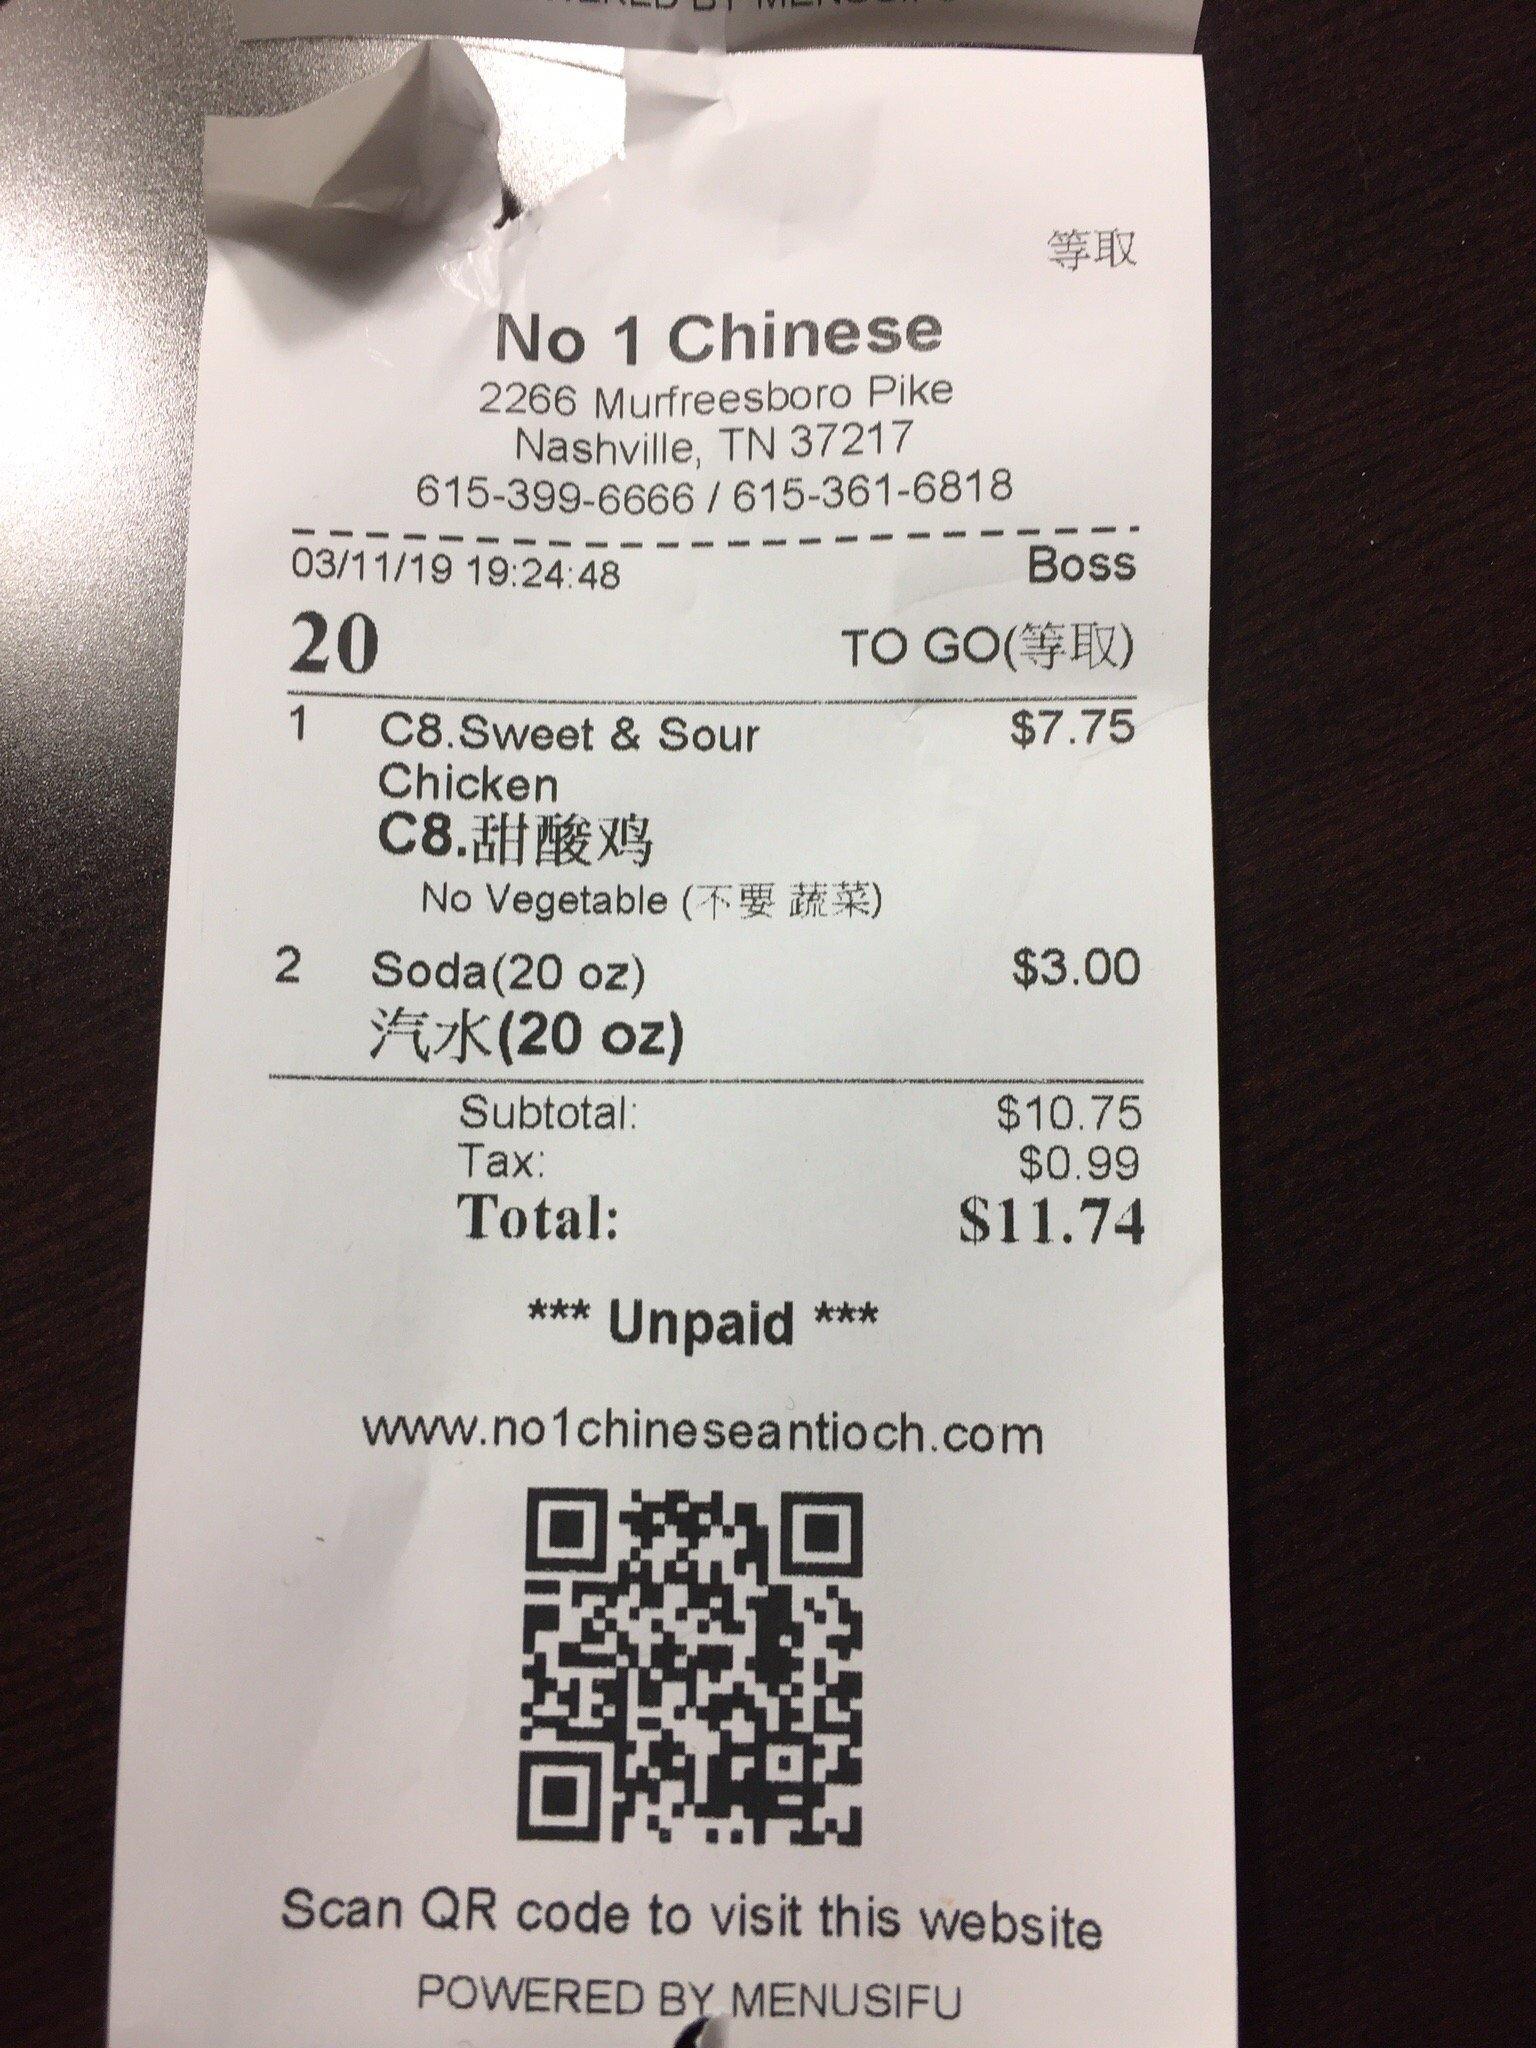 POWERED BY MENUSIFU
等取
No 1 Chinese
2266 Murfreesboro Pike
Nashville, TN 37217
615-399-6666 / 615-361-6818
03/11/19 19:24:48 Boss
20 TO GO(等取)
1 C8.Sweet & Sour $7.75
Chicken
C8.甜酸鸡
No Vegetable (不要 蔬菜)
2 Soda(20 oz) $3.00
汽水(20 oz)
Subtotal: $10.75
Tax: $0.99
Total: $11.74
*** Unpaid ***
www.no1chineseantioch.com
Scan QR code to visit this website
POWERED BY MENUSIFU